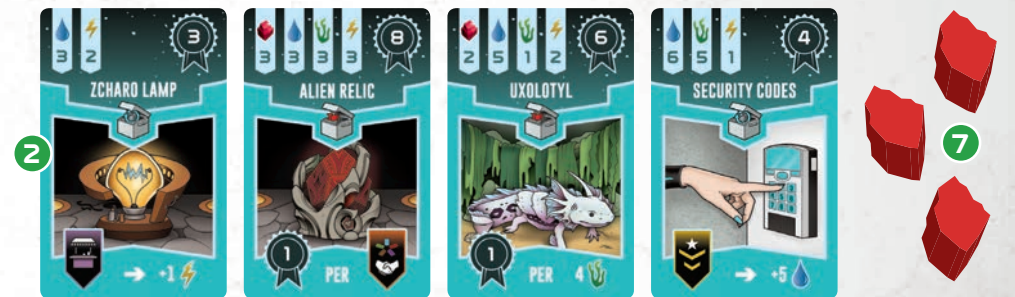 3 2 3
ZCHARO LAMP
+1
3 3 3 3 8
ALIEN RELIC
1 PER
2 5 1 2 6
UXOLOTYL
1 PER 4
6 5 1 4
SECURITY CODES
+5
2
7